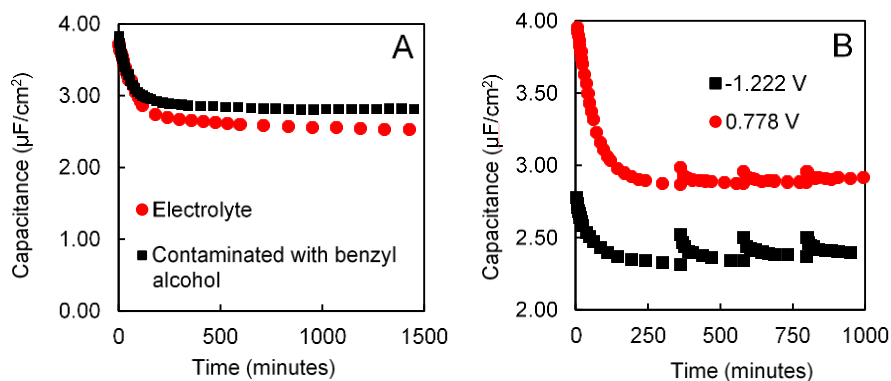 A
4.00
3.00
2.00
1.00
0.00
Capacitance (µF/cm²)
Electrolyte
Contaminated with benzyl
alcohol
0 500 1000 1500
Time (minutes)
B
4.00
3.50
3.00
2.50
2.00
Capacitance (µF/cm²)
-1.222 V
0.778 V
0 250 500 750 1000
Time (minutes)